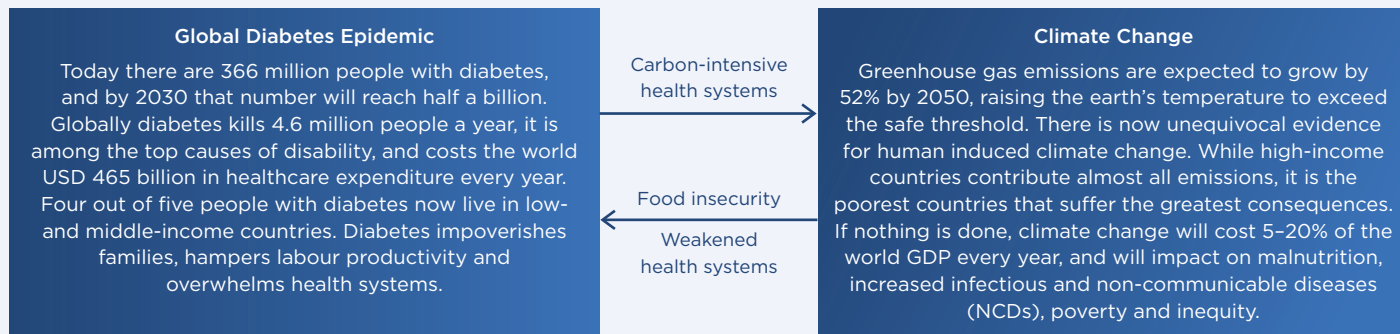 Global Diabetes Epidemic
Today there are 366 million people with diabetes,
and by 2030 that number will reach half a billion.
Globally diabetes kills 4.6 million people a year, it is
among the top causes of disability, and costs the world
USD 465 billion in healthcare expenditure every year.
Four out of five people with diabetes now live in low-
and middle-income countries. Diabetes impoverishes
families, hampers labour productivity and
overwhelms health systems.
Carbon-intensive
health systems
Food insecurity
Weakened
health systems
Climate Change
Greenhouse gas emissions are expected to grow by
52% by 2050, raising the earth’s temperature to exceed
the safe threshold. There is now unequivocal evidence
for human induced climate change. While high-income
countries contribute almost all emissions, it is the
poorest countries that suffer the greatest consequences.
If nothing is done, climate change will cost 5–20% of the
world GDP every year, and will impact on malnutrition,
increased infectious and non-communicable diseases
(NCDs), poverty and inequity.